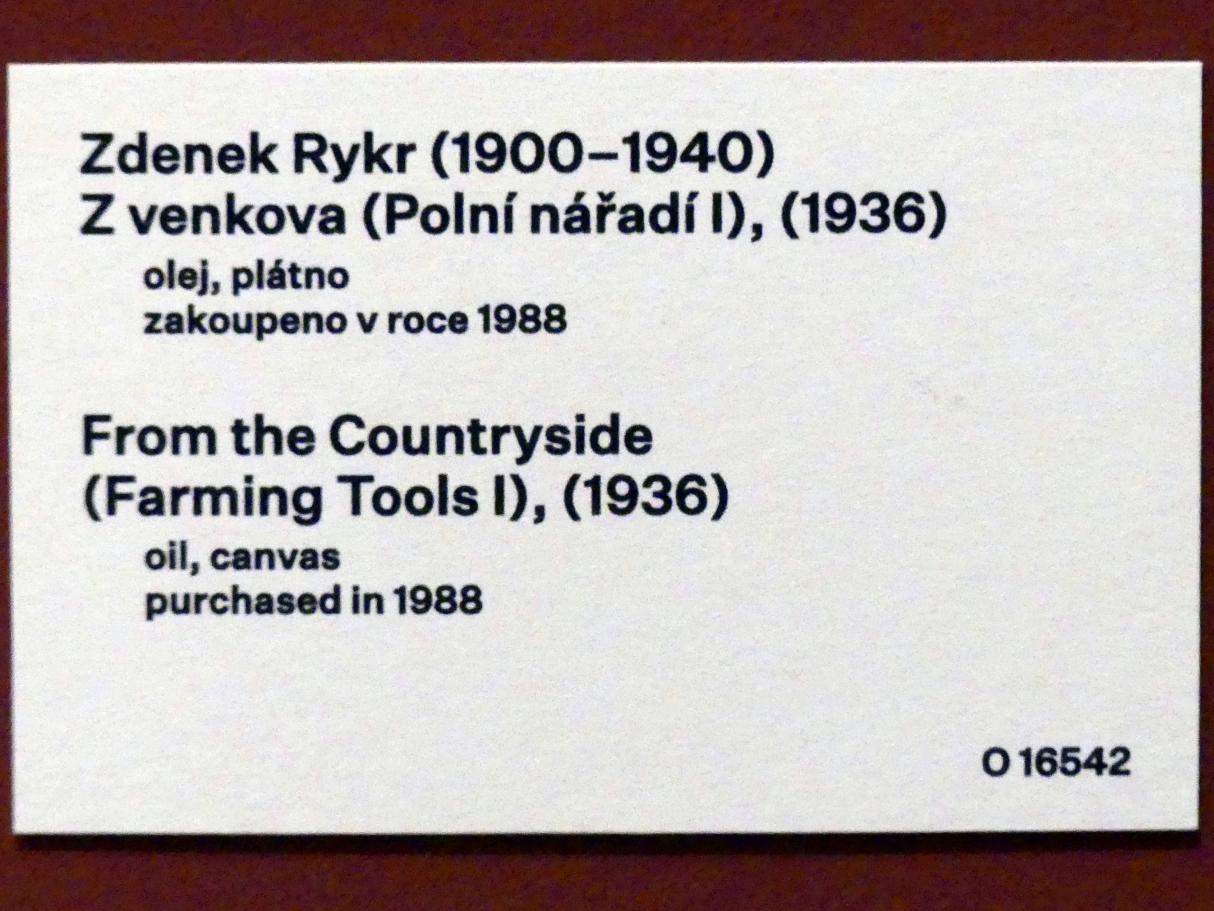 Zdenek Rykr (1900–1940)
Z venkova (Polní nářadí I), (1936)
olej, plátno
zakoupeno v roce 1988
From the Countryside
(Farming Tools I), (1936)
oil, canvas
purchased in 1988
O 16542